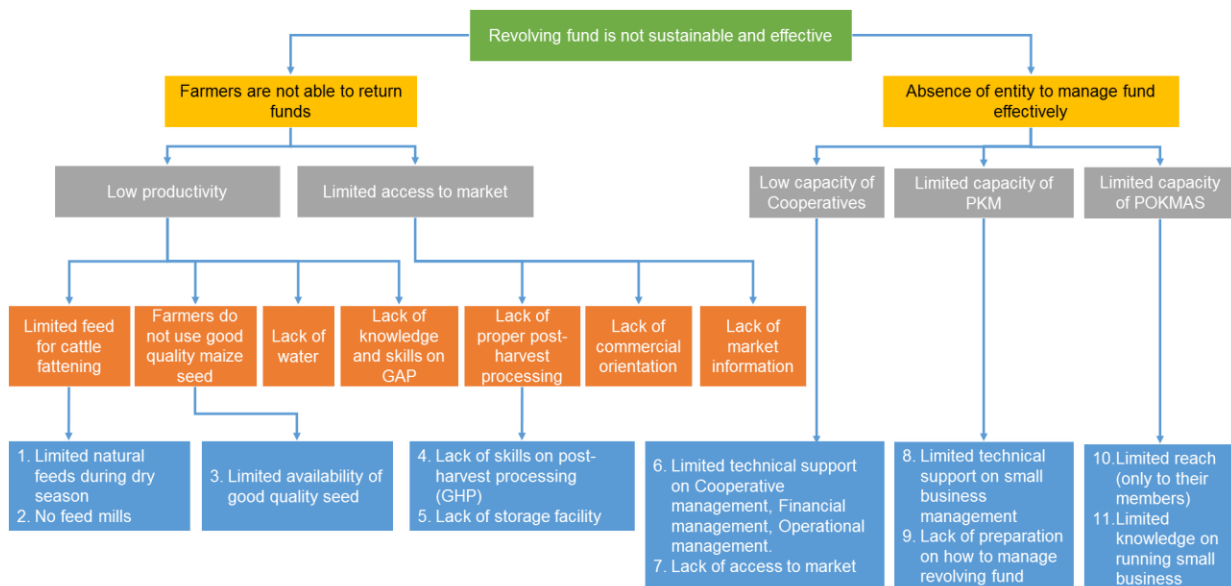 Revolving fund is not sustainable and effective
Farmers are not able to return
funds
Absence of entity to manage fund
effectively
Low productivity
Limited access to market
Low capacity of
Cooperatives
Limited capacity of
PKM
Limited capacity
of POKMAS
Limited feed
for cattle
fattening
Farmers do
not use good
quality maize
seed
Lack of
water
Lack of
knowledge
and skills on
GAP
Lack of
proper post-
harvest
processing
Lack of
commercial
orientation
Lack of
market
information
1. Limited natural
feeds during dry
season
2. No feed mills
3. Limited availability of
good quality seed
4. Lack of skills on post-
harvest processing
(GHP)
5. Lack of storage facility
6. Limited technical support
on Cooperative
management, Financial
management, Operational
management.
7. Lack of access to market
8. Limited technical
support on small
business
management
9. Lack of preparation
on how to manage
revolving fund
10. Limited reach
(only to their
members)
11. Limited
knowledge on
running small
business